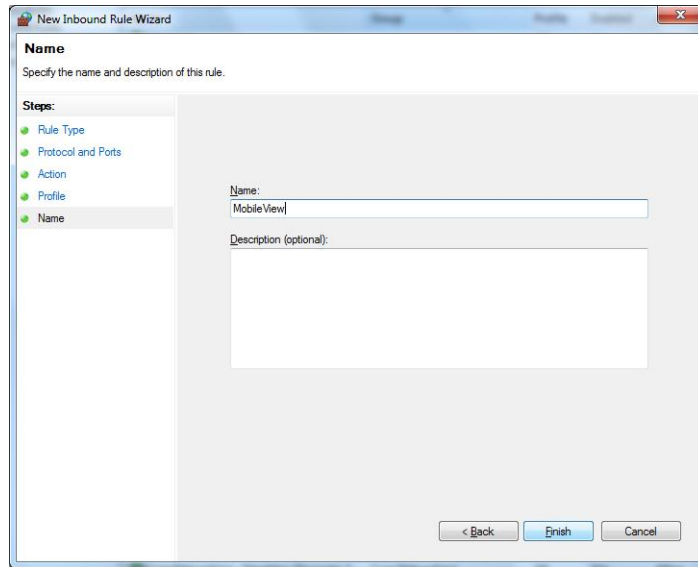 New Inbound Rule Wizard
Name
Specify the name and description of this rule.
Steps:
Rule Type
Protocol and Ports
Action
Profile
Name
Name:
MobileView
Description (optional):
< Back
Finish
Cancel